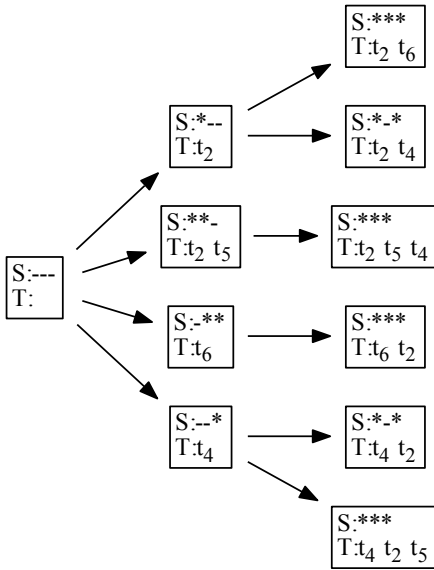 S:***
T:t₂ t₆
S:*--
T:t₂
S:*-*
T:t₂ t₄
S:**-
T:t₂ t₅
S:***
T:t₂ t₅ t₄
S:---
T:
S:-**
T:t₆
S:***
T:t₆ t₂
S:--*
T:t₄
S:*-*
T:t₄ t₂
S:***
T:t₄ t₂ t₅